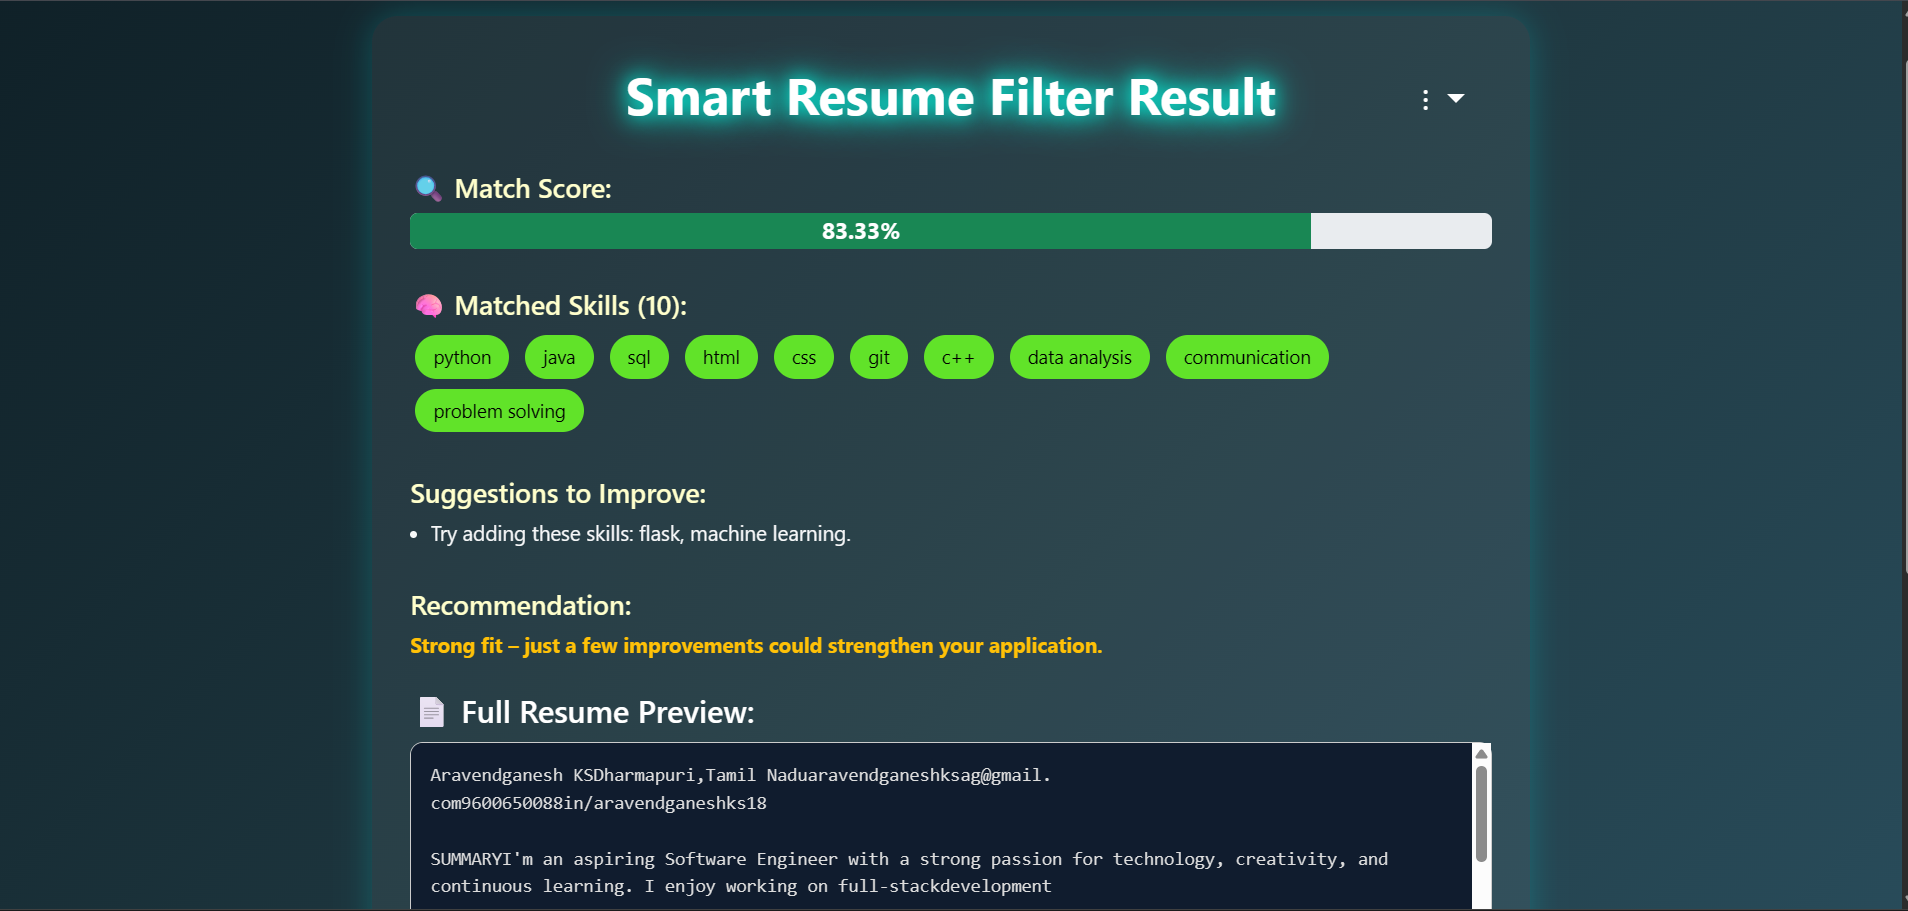 Smart Resume Filter Result
Match Score:
83.33%
Matched Skills (10):
python java sql html css git c++ data analysis communication
problem solving
Suggestions to Improve:
• Try adding these skills: flask, machine learning.
Recommendation:
Strong fit – just a few improvements could strengthen your application.
Full Resume Preview:
Aravendganesh KSDharmapuri,Tamil Naduaravendganeshksag@gmail.
com9600650088in/aravendganeshks18
SUMMARYI'm an aspiring Software Engineer with a strong passion for technology, creativity, and
continuous learning. I enjoy working on full-stackdevelopment